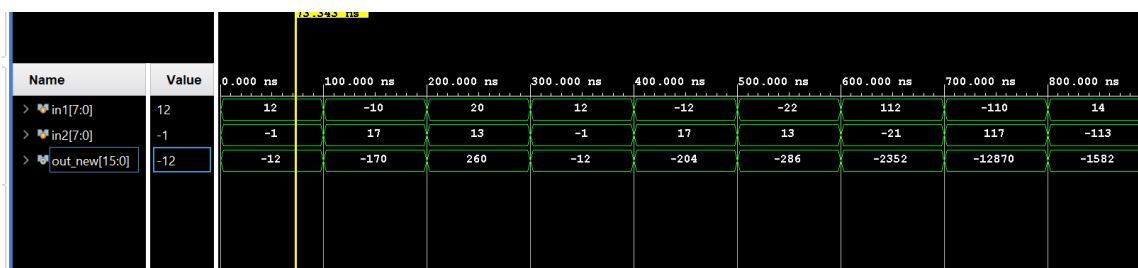 73.343 ns
Name Value 0.000 ns 100.000 ns 200.000 ns 300.000 ns 400.000 ns 500.000 ns 600.000 ns 700.000 ns 800.000 ns
in1[7:0] 12 12 -10 20 12 -12 -22 112 -110 14
in2[7:0] -1 -1 17 13 -1 17 13 -21 117 -113
out_new[15:0] -12 -12 -170 260 -12 -204 -286 -2352 -12870 -1582